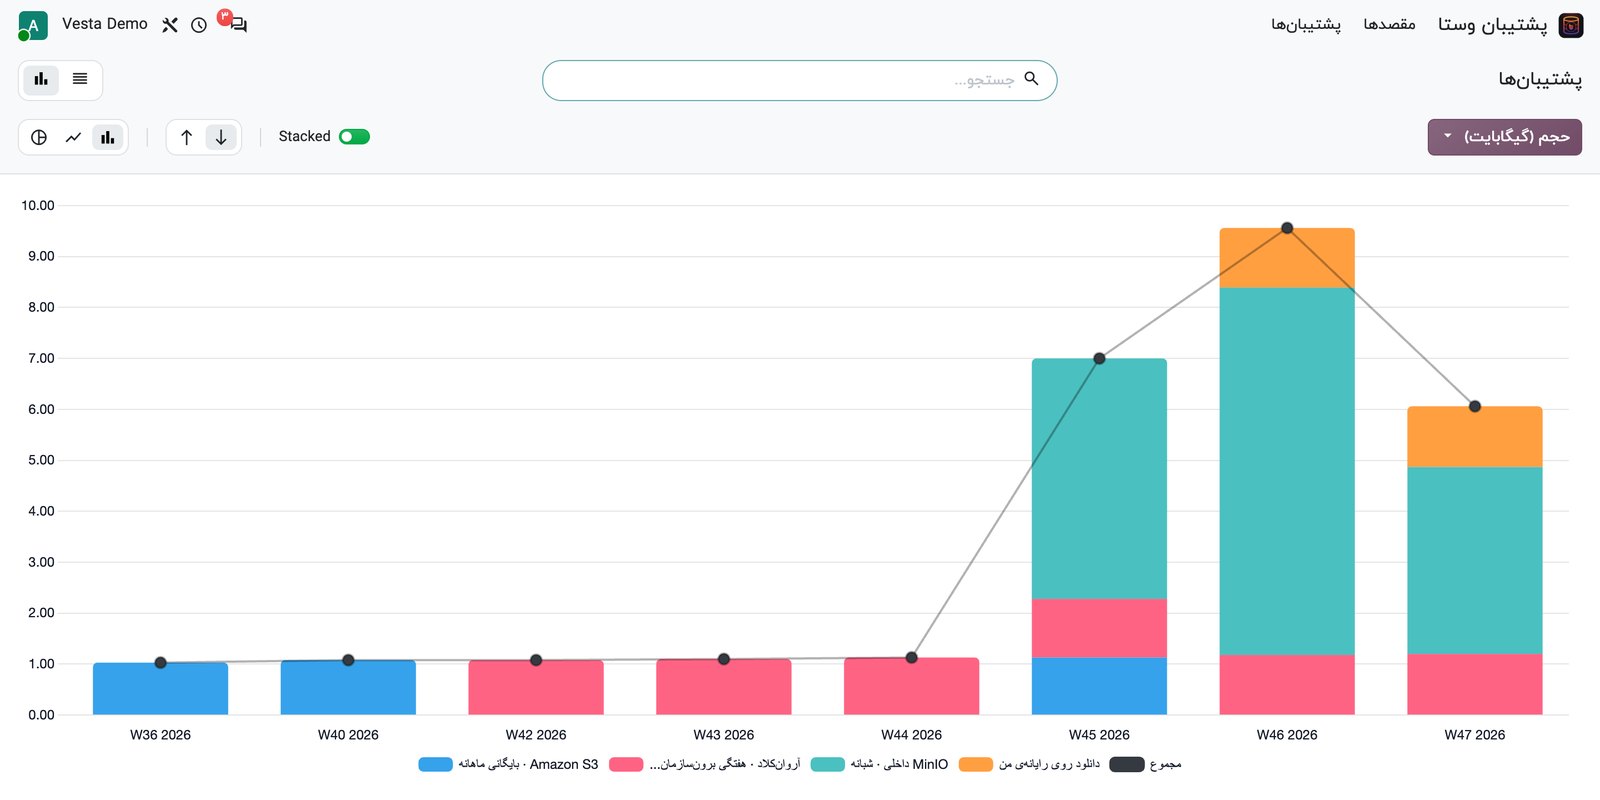 پشتیبان وستا
مقصدها
پشتیبان‌ها
۳
Vesta Demo
A
پشتیبان‌ها
جستجو...
حجم (گیگابایت)
Stacked
10.00
9.00
8.00
7.00
6.00
5.00
4.00
3.00
2.00
1.00
0.00
W36 2026
W40 2026
W42 2026
W43 2026
W44 2026
W45 2026
W46 2026
W47 2026
Amazon S3 · بایگانی ماهانه
آروان‌کلاد · هفتگی برون‌سازمان...
MinIO داخلی · شبانه
دانلود روی رایانه‌ی من
مجموع